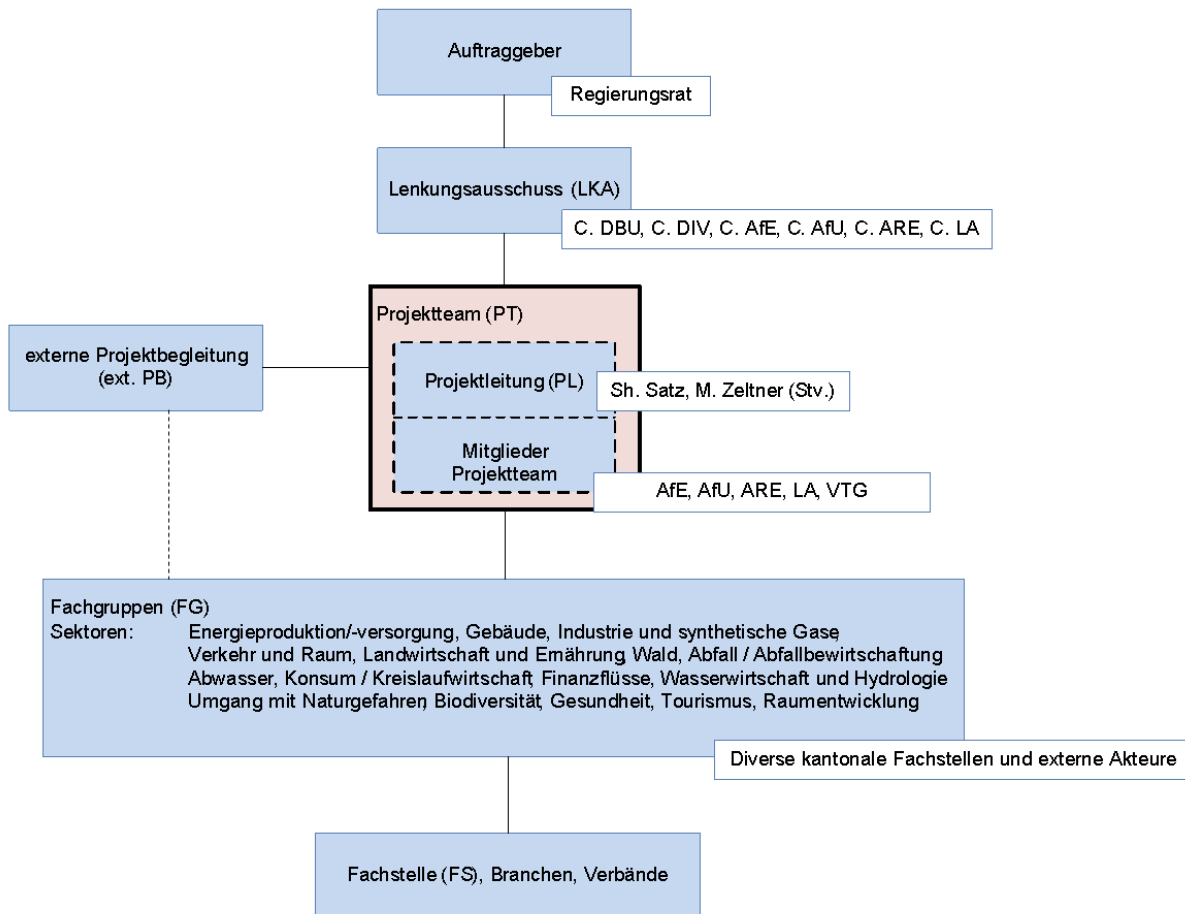 Auftraggeber
Regierungsrat
Lenkungsausschuss (LKA)
C. DBU, C. DIV, C. AfE, C. AfU, C. ARE, C. LA
Projektteam (PT)
externe Projektbegleitung
(ext. PB)
Projektleitung (PL)
Sh. Satz, M. Zeltner (Stv.)
Mitglieder
Projektteam
AfE, AfU, ARE, LA, VTG
Fachgruppen (FG)
Sektoren: Energieproduktion/-versorgung, Gebäude, Industrie und synthetische Gase,
Verkehr und Raum, Landwirtschaft und Ernährung, Wald, Abfall / Abfallbewirtschaftung
Abwasser, Konsum / Kreislaufwirtschaft, Finanzflüsse, Wasserwirtschaft und Hydrologie
Umgang mit Naturgefahren, Biodiversität, Gesundheit, Tourismus, Raumentwicklung
Diverse kantonale Fachstellen und externe Akteure
Fachstelle (FS), Branchen, Verbände